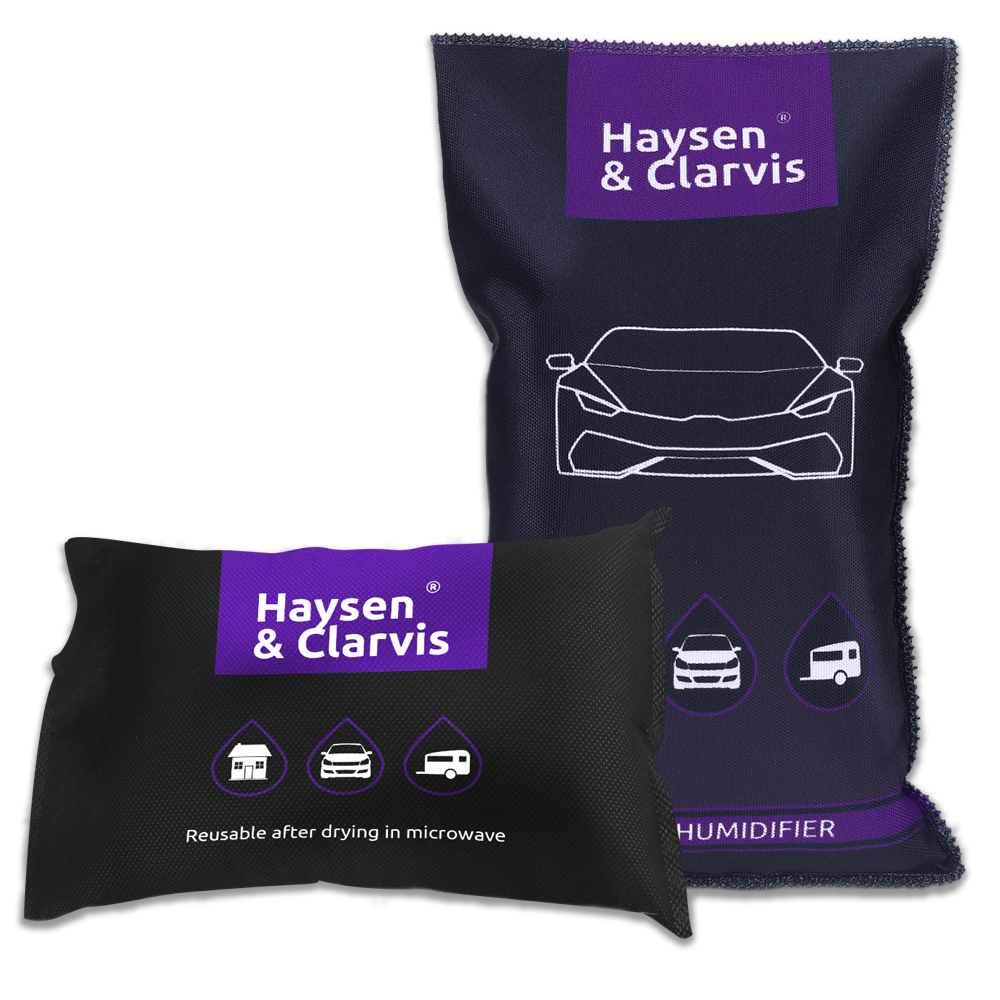 Haysen ®
& Clarvis
HUMIDIFIER
Haysen ®
& Clarvis
Reusable after drying in microwave